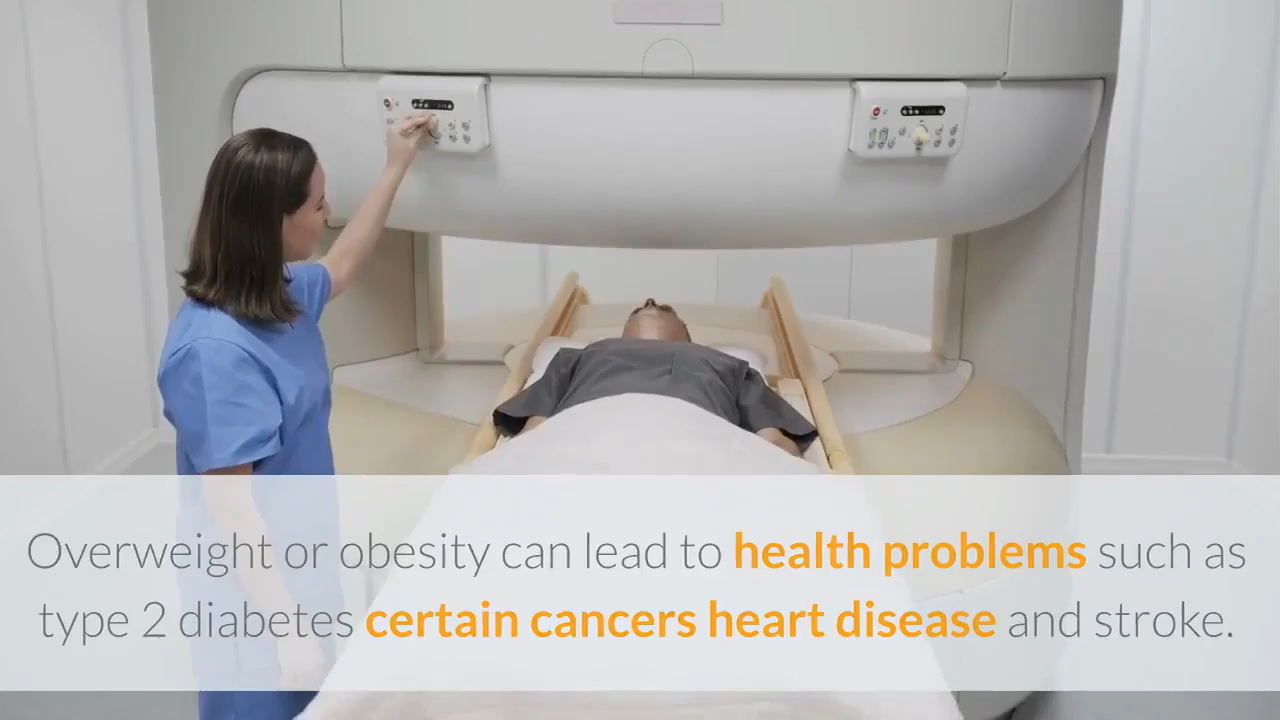 Overweight or obesity can lead to health problems such as
type 2 diabetes certain cancers heart disease and stroke.